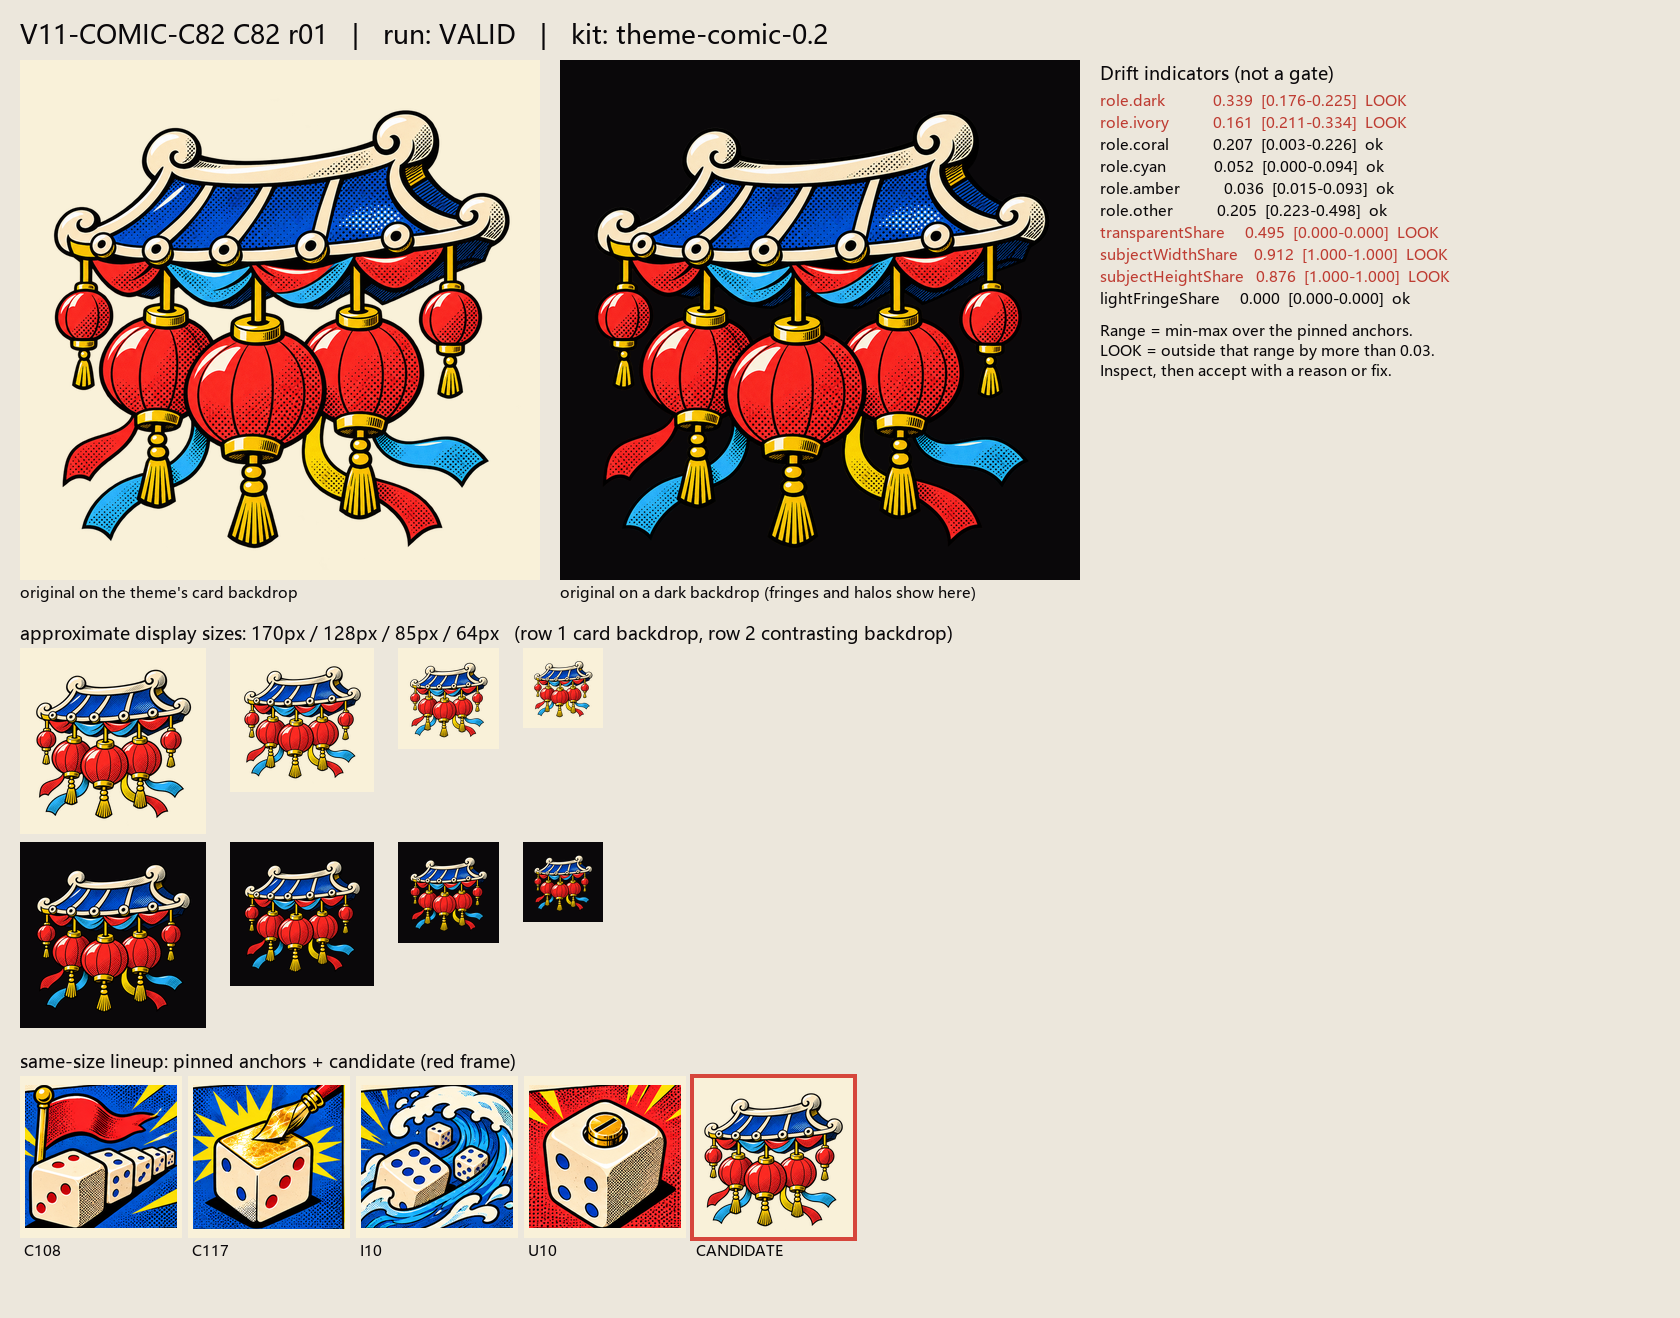 V11-COMIC-C82 C82 r01 | run: VALID | kit: theme-comic-0.2
Drift indicators (not a gate)
role.dark 0.339 [0.176-0.225] LOOK
role.ivory 0.161 [0.211-0.334] LOOK
role.coral 0.207 [0.003-0.226] ok
role.cyan 0.052 [0.000-0.094] ok
role.amber 0.036 [0.015-0.093] ok
role.other 0.205 [0.223-0.498] ok
transparentShare 0.495 [0.000-0.000] LOOK
subjectWidthShare 0.912 [1.000-1.000] LOOK
subjectHeightShare 0.876 [1.000-1.000] LOOK
lightFringeShare 0.000 [0.000-0.000] ok
Range = min-max over the pinned anchors.
LOOK = outside that range by more than 0.03.
Inspect, then accept with a reason or fix.
original on the theme's card backdrop
original on a dark backdrop (fringes and halos show here)
approximate display sizes: 170px / 128px / 85px / 64px (row 1 card backdrop, row 2 contrasting backdrop)
same-size lineup: pinned anchors + candidate (red frame)
C108
C117
I10
U10
CANDIDATE